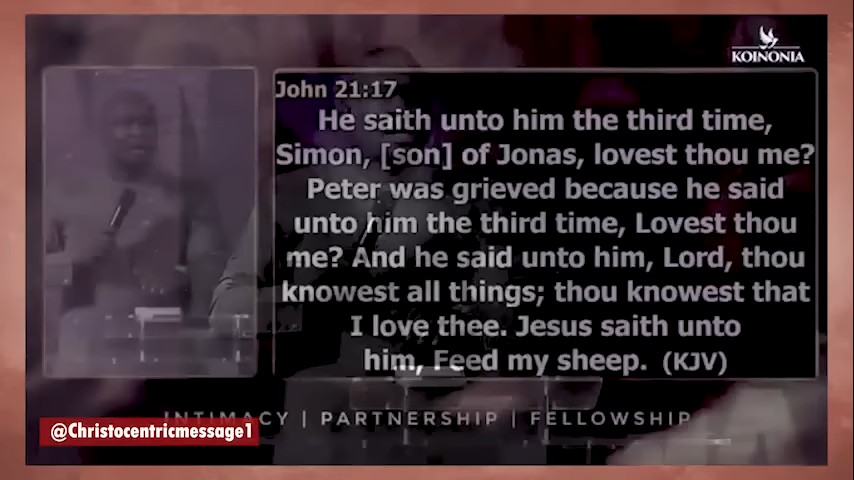 KOINONIA
John 21:17
He saith unto him the third time,
Simon, [son] of Jonas, lovest thou me?
Peter was grieved because he said
unto him the third time, Lovest thou
me? And he said unto him, Lord, thou
knowest all things; thou knowest that
I love thee. Jesus saith unto
him, Feed my sheep. (KJV)
INTIMACY | PARTNERSHIP | FELLOWSHIP
@Christocentricmessage1